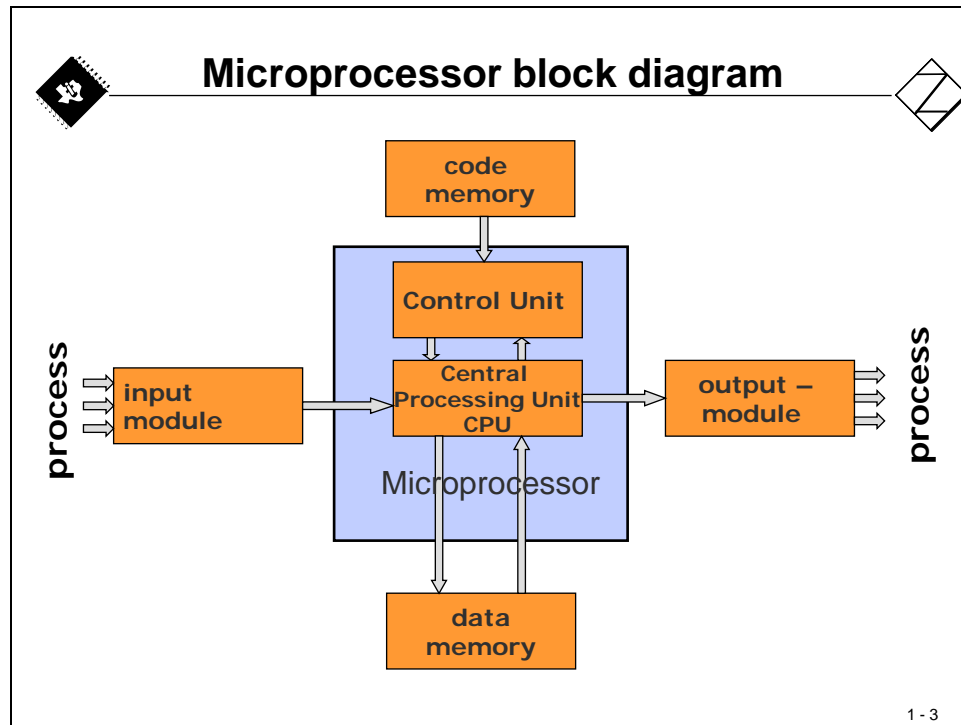 Microprocessor block diagram
code
memory
Control Unit
process
input
module
Central
Processing Unit
CPU
output –
module
process
Microprocessor
data
memory
1 - 3